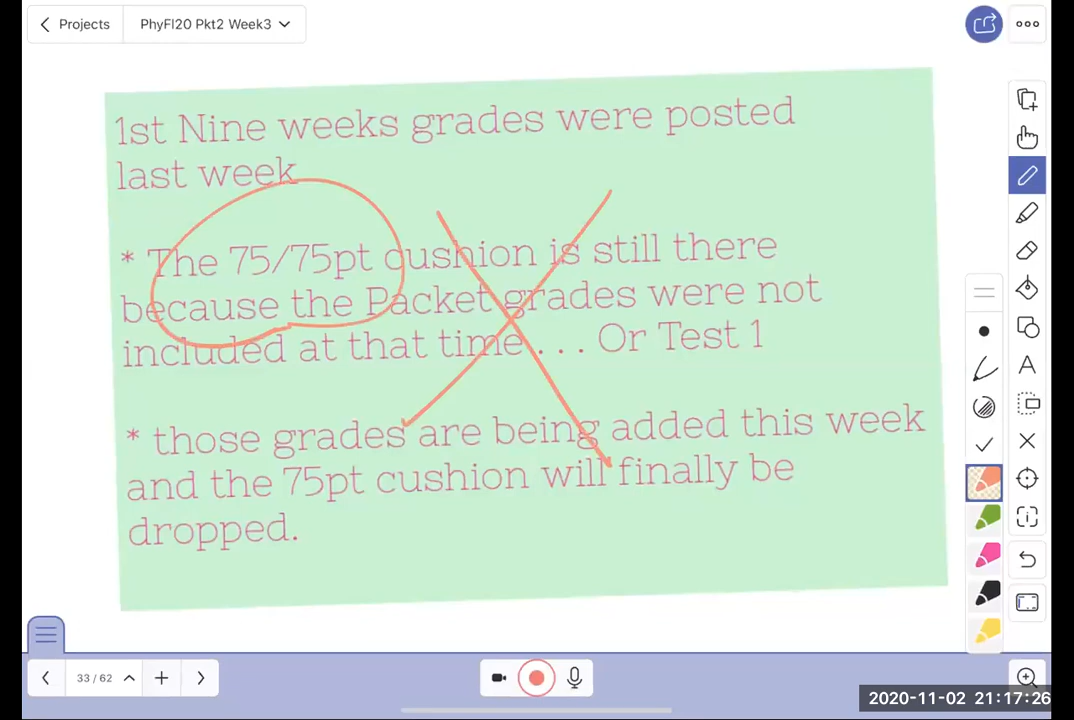 Projects
PhyFl20 Pkt2 Week3
1st Nine weeks grades were posted
last week
* The 75/75pt cushion is still there
because the Packet grades were not
included at that time . . . Or Test 1
* those grades are being added this week
and the 75pt cushion will finally be
dropped.
33 / 62
2020-11-02 21:17:26